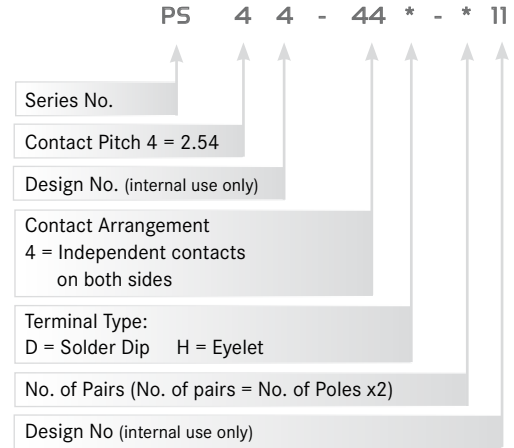 PS 4 4 - 44 * - * 11
Series No.
Contact Pitch 4 = 2.54
Design No. (internal use only)
Contact Arrangement
4 = Independent contacts
on both sides
Terminal Type:
D = Solder Dip H = Eyelet
No. of Pairs (No. of pairs = No. of Poles x2)
Design No (internal use only)